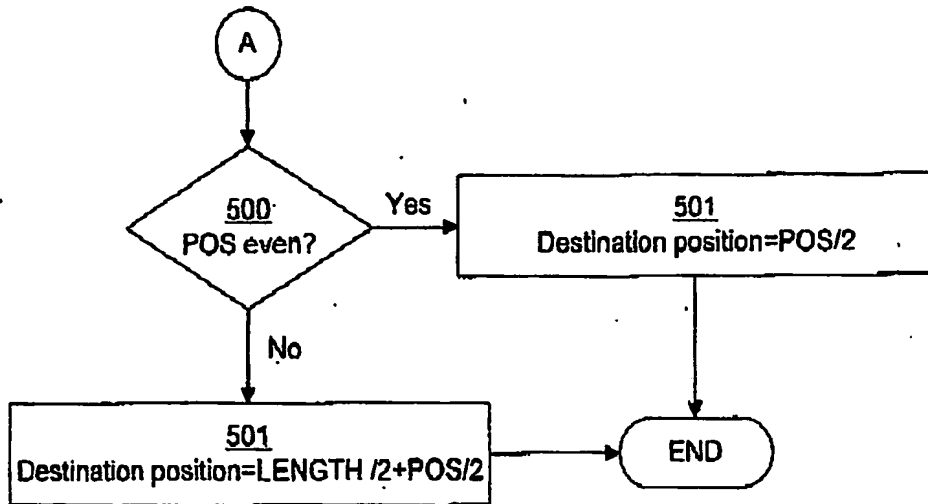 A
500
POS even?
Yes
501
Destination position=POS/2
No
501
Destination position=LENGTH /2+POS/2
END